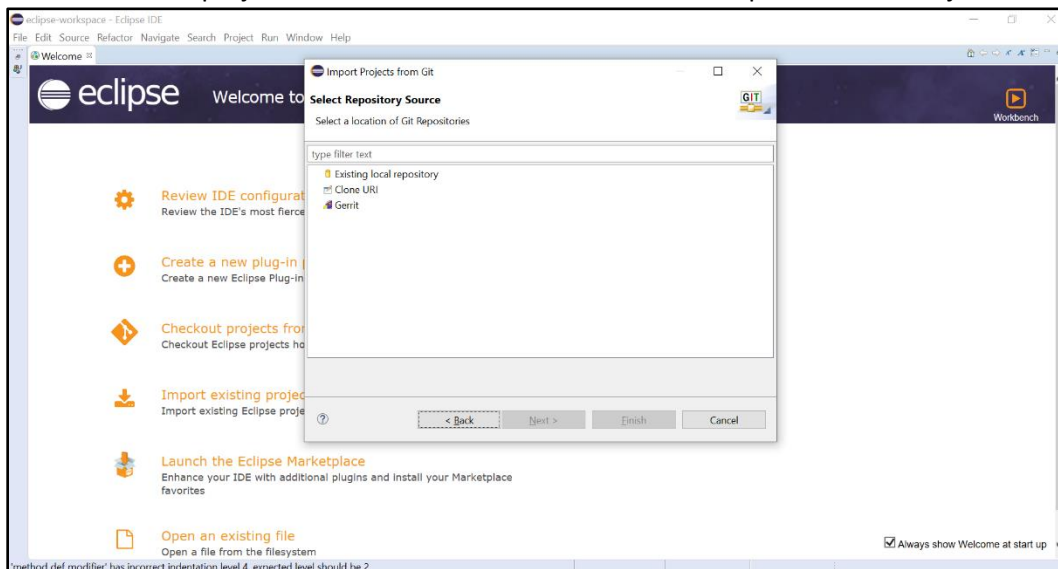 eclipse-workspace - Eclipse IDE
File Edit Source Refactor Navigate Search Project Run Window Help
Welcome
eclipse Welcome to
Workbench
Import Projects from Git
Select Repository Source
GIT
Select a location of Git Repositories
type filter text
Existing local repository
Clone URI
Gerrit
< Back Next > Finish Cancel
Review IDE configurat
Review the IDE's most fierce
Create a new plug-in
Create a new Eclipse Plug-in
Checkout projects fro
Checkout Eclipse projects ho
Import existing projec
Import existing Eclipse proje
Launch the Eclipse Marketplace
Enhance your IDE with additional plugins and install your Marketplace
favorites
Open an existing file
Open a file from the filesystem
Always show Welcome at start up
'method def modifier' has incorrect indentation level 4, expected level should be 2